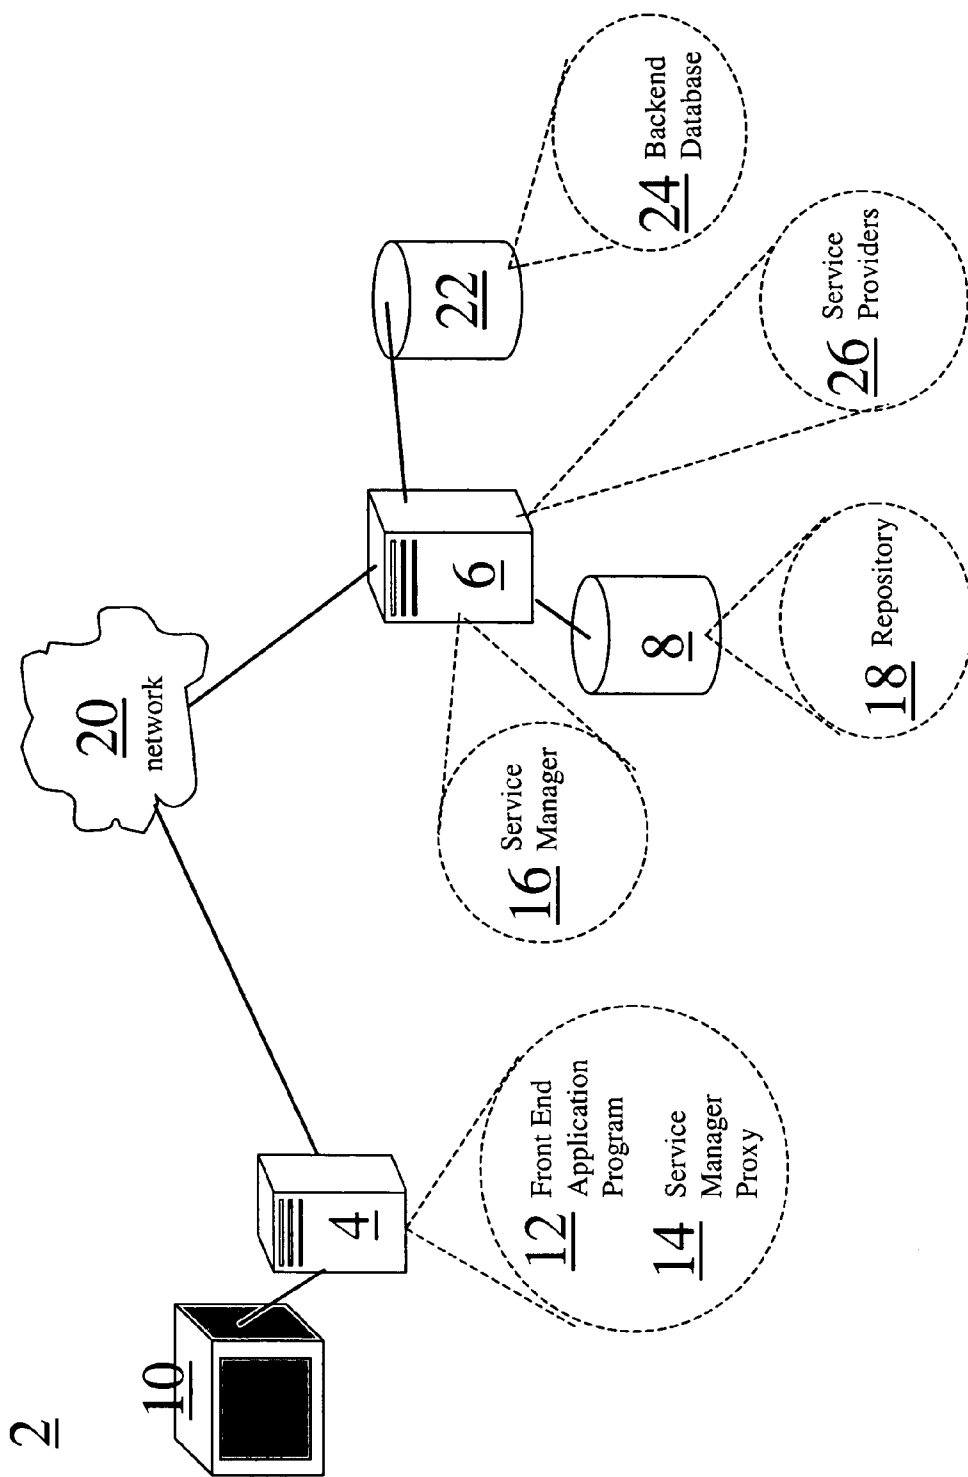 2
10
4
20
network
12 Front End
Application
Program
14 Service
Manager
Proxy
16 Service
Manager
6
8
18 Repository
22
24 Backend
Database
26 Service
Providers